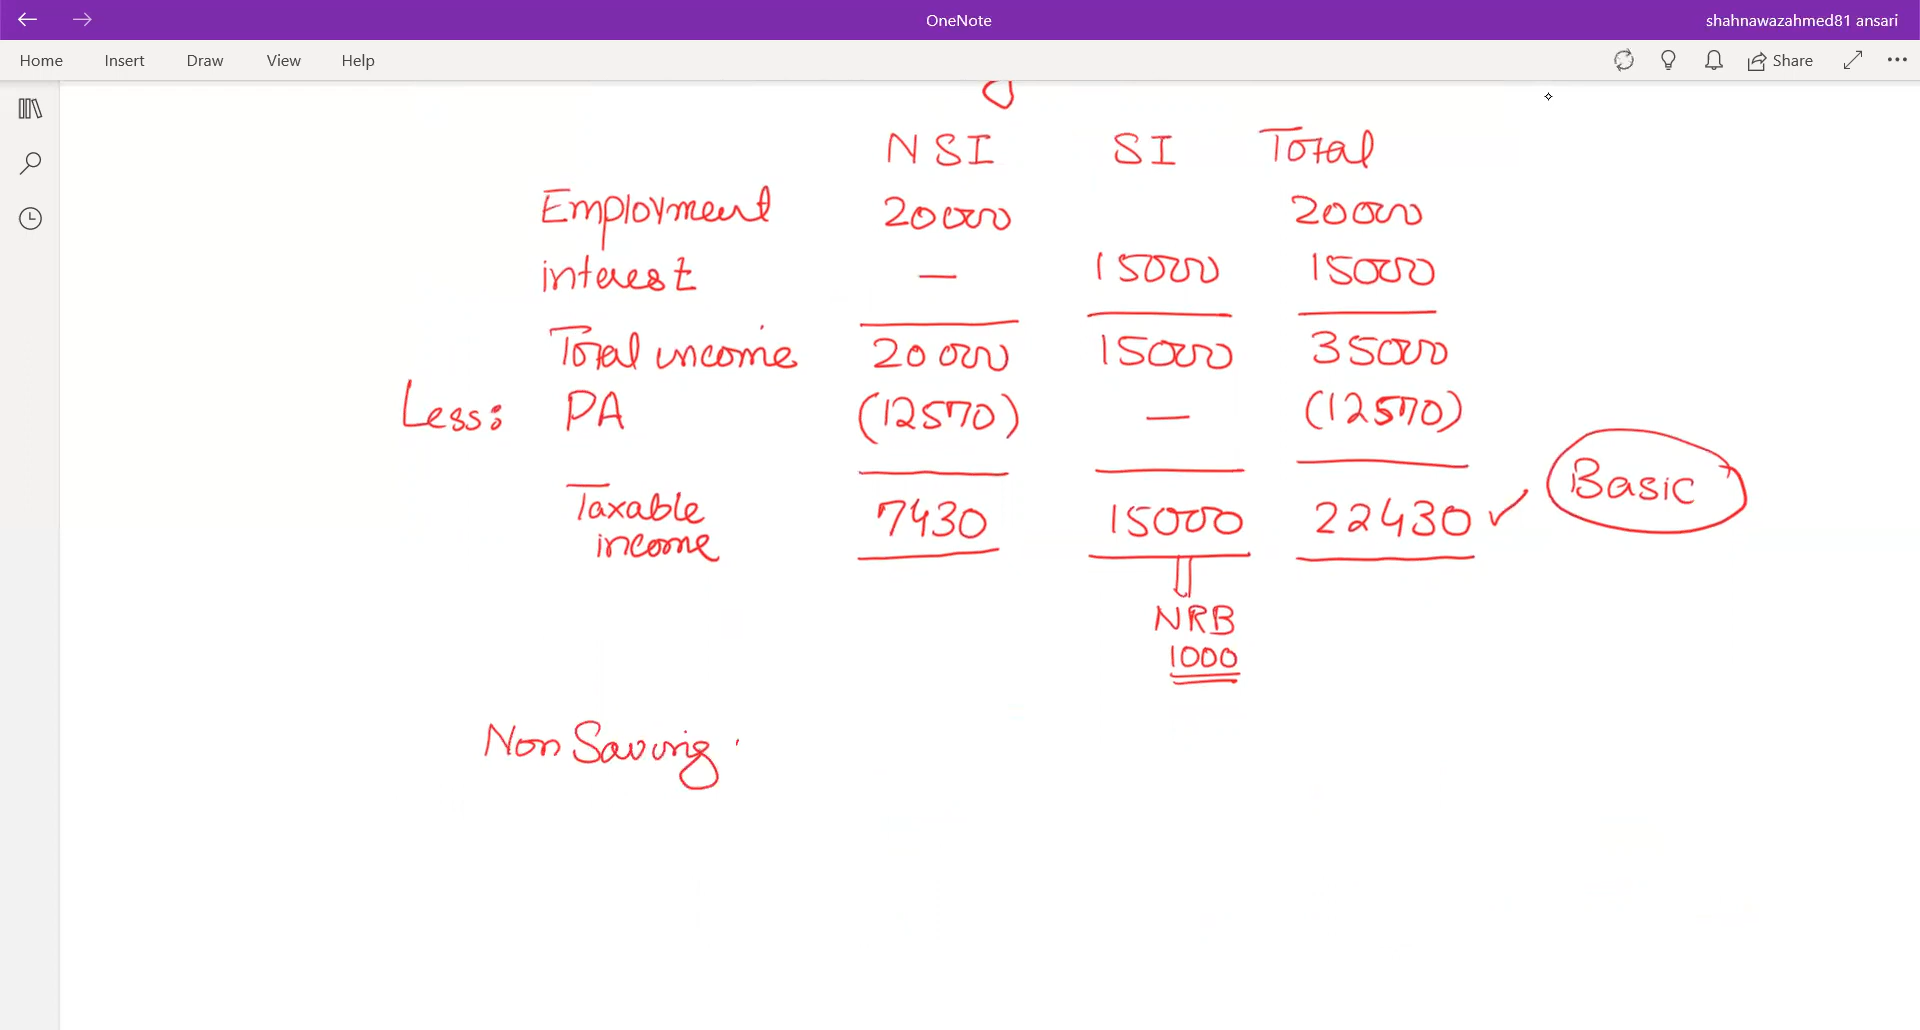 OneNote
shahnawazahmed81 ansari
Home Insert Draw View Help Share
NSI SI Total
Employment 20000 20000
interest — 15000 15000
Total income 20000 15000 35000
Less: PA (12570) — (12570)
Taxable income 7430 15000 22430 ✓ Basic
NRB
1000
Non Saving